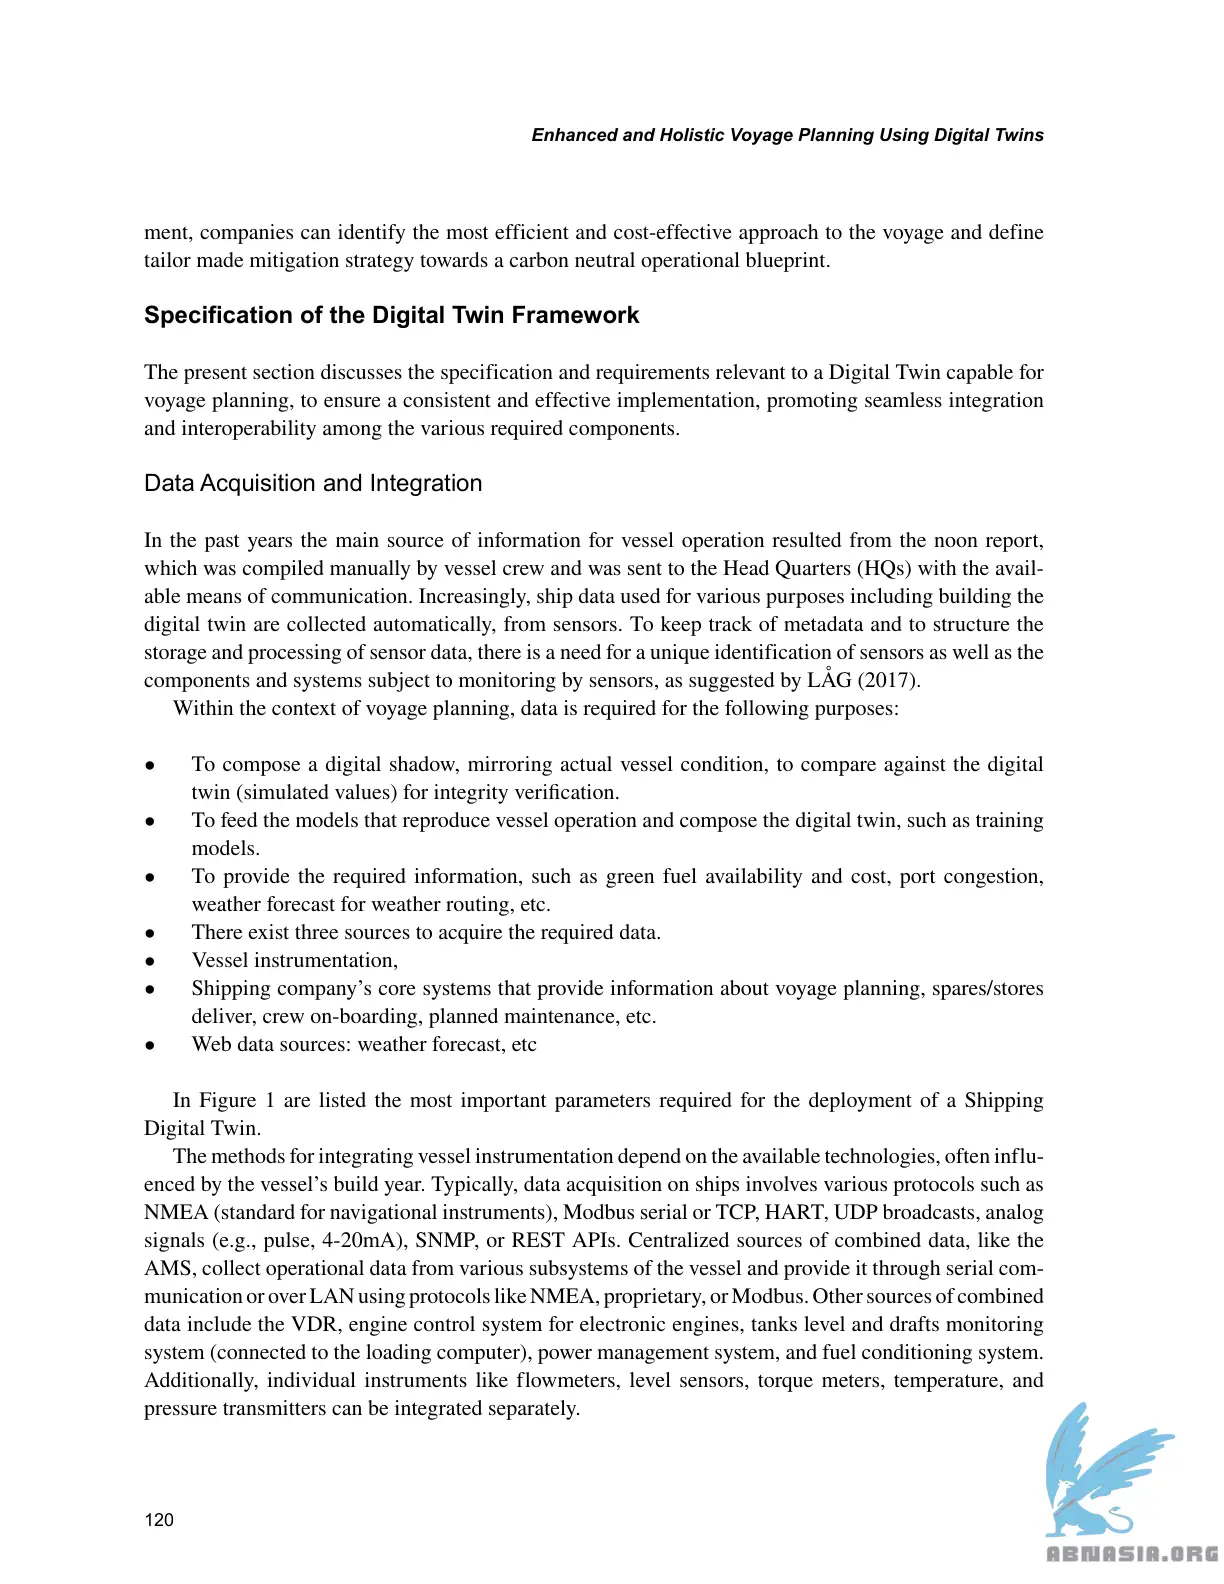 Enhanced and Holistic Voyage Planning Using Digital Twins
ment, companies can identify the most efficient and cost-effective approach to the voyage and define
tailor made mitigation strategy towards a carbon neutral operational blueprint.
Specification of the Digital Twin Framework
The present section discusses the specification and requirements relevant to a Digital Twin capable for
voyage planning, to ensure a consistent and effective implementation, promoting seamless integration
and interoperability among the various required components.
Data Acquisition and Integration
In the past years the main source of information for vessel operation resulted from the noon report,
which was compiled manually by vessel crew and was sent to the Head Quarters (HQs) with the avail-
able means of communication. Increasingly, ship data used for various purposes including building the
digital twin are collected automatically, from sensors. To keep track of metadata and to structure the
storage and processing of sensor data, there is a need for a unique identification of sensors as well as the
components and systems subject to monitoring by sensors, as suggested by LÅG (2017).
Within the context of voyage planning, data is required for the following purposes:
● To compose a digital shadow, mirroring actual vessel condition, to compare against the digital
twin (simulated values) for integrity verification.
● To feed the models that reproduce vessel operation and compose the digital twin, such as training
models.
● To provide the required information, such as green fuel availability and cost, port congestion,
weather forecast for weather routing, etc.
● There exist three sources to acquire the required data.
● Vessel instrumentation,
● Shipping company’s core systems that provide information about voyage planning, spares/stores
deliver, crew on-boarding, planned maintenance, etc.
● Web data sources: weather forecast, etc
In Figure 1 are listed the most important parameters required for the deployment of a Shipping
Digital Twin.
The methods for integrating vessel instrumentation depend on the available technologies, often influ-
enced by the vessel’s build year. Typically, data acquisition on ships involves various protocols such as
NMEA (standard for navigational instruments), Modbus serial or TCP, HART, UDP broadcasts, analog
signals (e.g., pulse, 4-20mA), SNMP, or REST APIs. Centralized sources of combined data, like the
AMS, collect operational data from various subsystems of the vessel and provide it through serial com-
munication or over LAN using protocols like NMEA, proprietary, or Modbus. Other sources of combined
data include the VDR, engine control system for electronic engines, tanks level and drafts monitoring
system (connected to the loading computer), power management system, and fuel conditioning system.
Additionally, individual instruments like flowmeters, level sensors, torque meters, temperature, and
pressure transmitters can be integrated separately.
120
ABNASIA.ORG